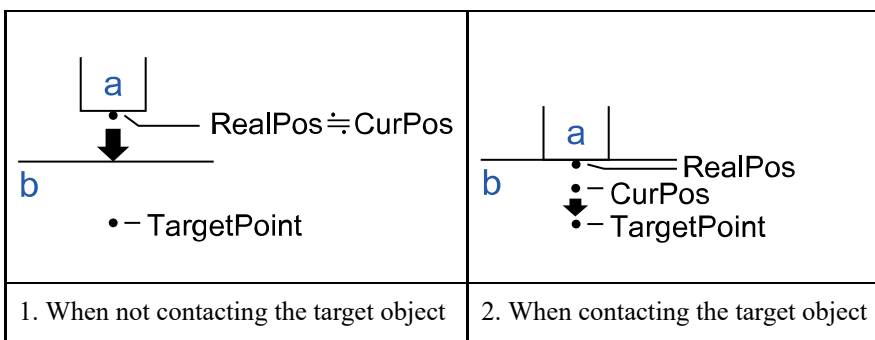 a
RealPos≒CurPos
b
TargetPoint
1. When not contacting the target object
a
RealPos
b
CurPos
TargetPoint
2. When contacting the target object